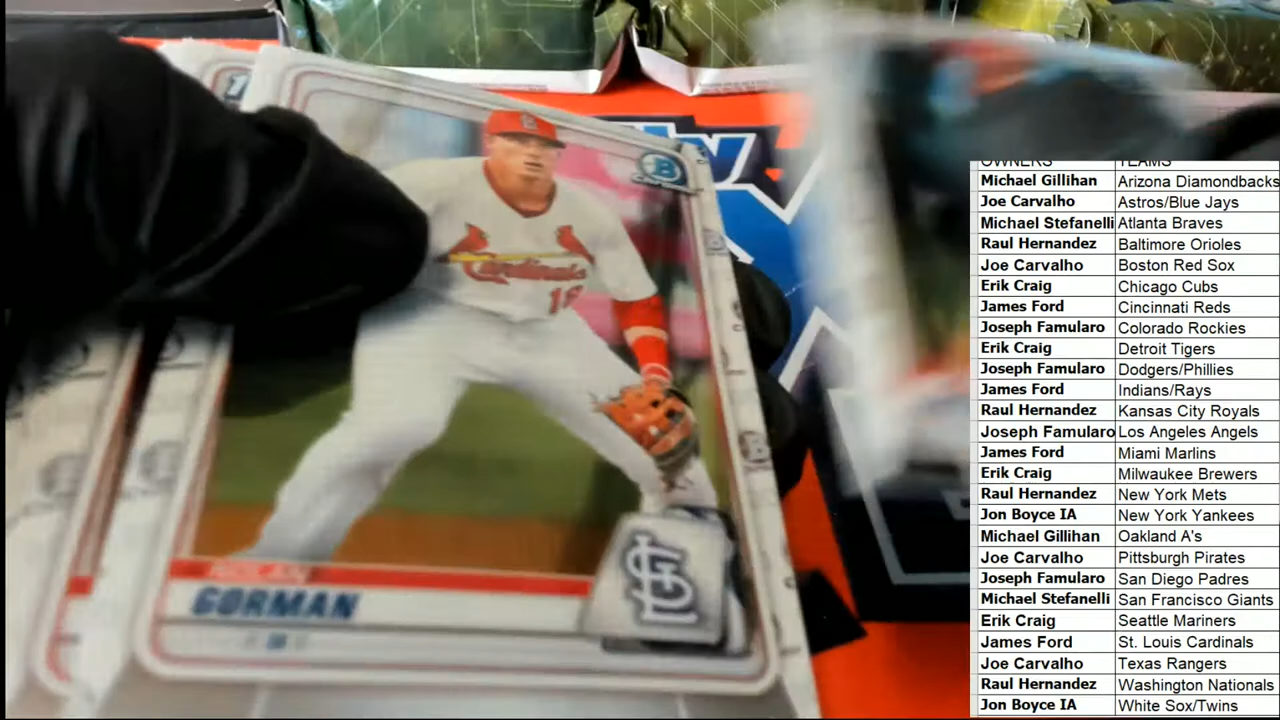 OWNERS TEAMS
Michael Gillihan Arizona Diamondbacks
Joe Carvalho Astros/Blue Jays
Michael Stefanelli Atlanta Braves
Raul Hernandez Baltimore Orioles
Joe Carvalho Boston Red Sox
Erik Craig Chicago Cubs
James Ford Cincinnati Reds
Joseph Famularo Colorado Rockies
Erik Craig Detroit Tigers
Joseph Famularo Dodgers/Phillies
James Ford Indians/Rays
Raul Hernandez Kansas City Royals
Joseph Famularo Los Angeles Angels
James Ford Miami Marlins
Erik Craig Milwaukee Brewers
Raul Hernandez New York Mets
Jon Boyce IA New York Yankees
Michael Gillihan Oakland A's
Joe Carvalho Pittsburgh Pirates
Joseph Famularo San Diego Padres
Michael Stefanelli San Francisco Giants
Erik Craig Seattle Mariners
James Ford St. Louis Cardinals
Joe Carvalho Texas Rangers
Raul Hernandez Washington Nationals
Jon Boyce IA White Sox/Twins
B
Cardinals
18
NOLAN
GORMAN
STL